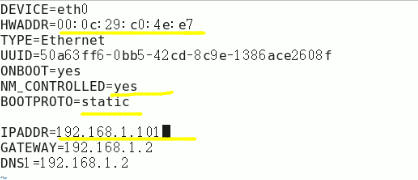 DEVICE=eth0
HWADDR=00:0c:29:c0:4e:e7
TYPE=Ethernet
UUID=50a63ff6-0bb5-42cd-8c9e-1386ace2608f
ONBOOT=yes
NM_CONTROLLED=yes
BOOTPROTO=static
IPADDR=192.168.1.101
GATEWAY=192.168.1.2
DNS1=192.168.1.2
~